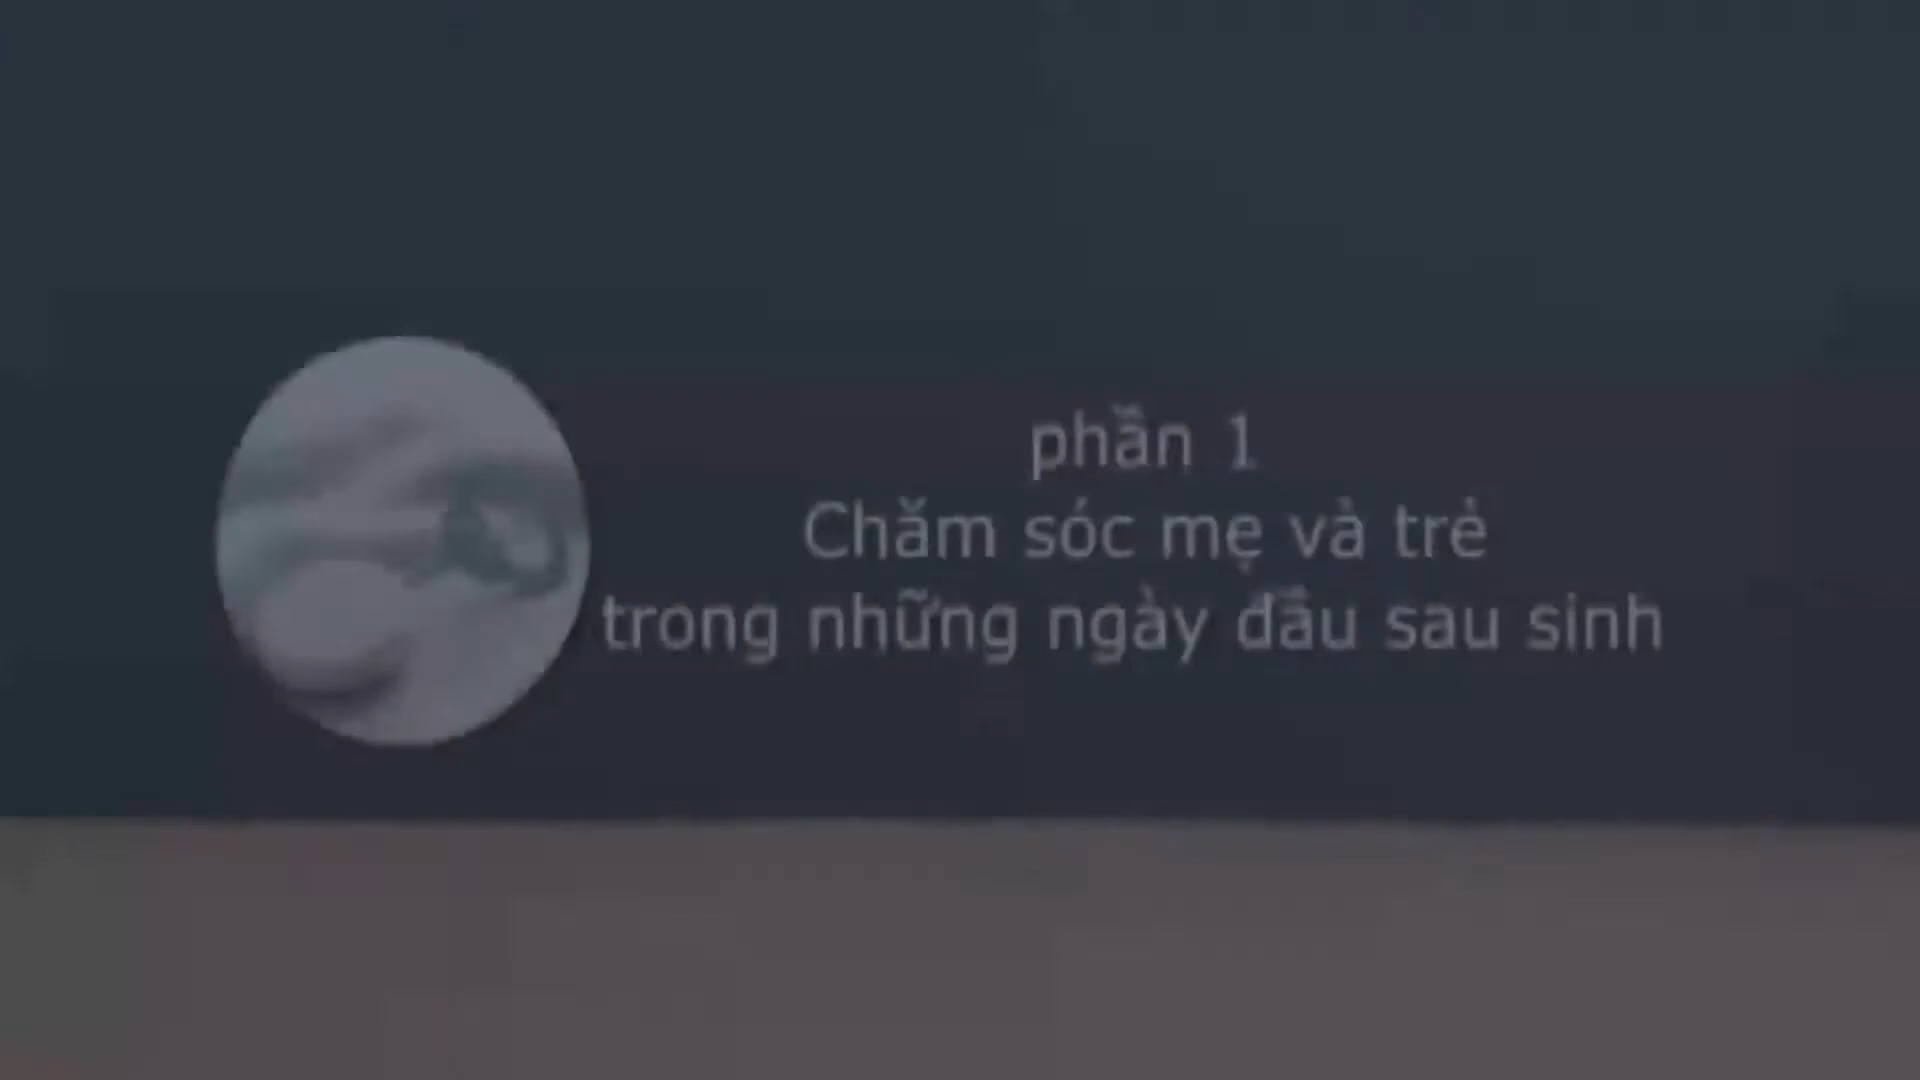 phần 1
Chăm sóc mẹ và trẻ
trong những ngày đầu sau sinh